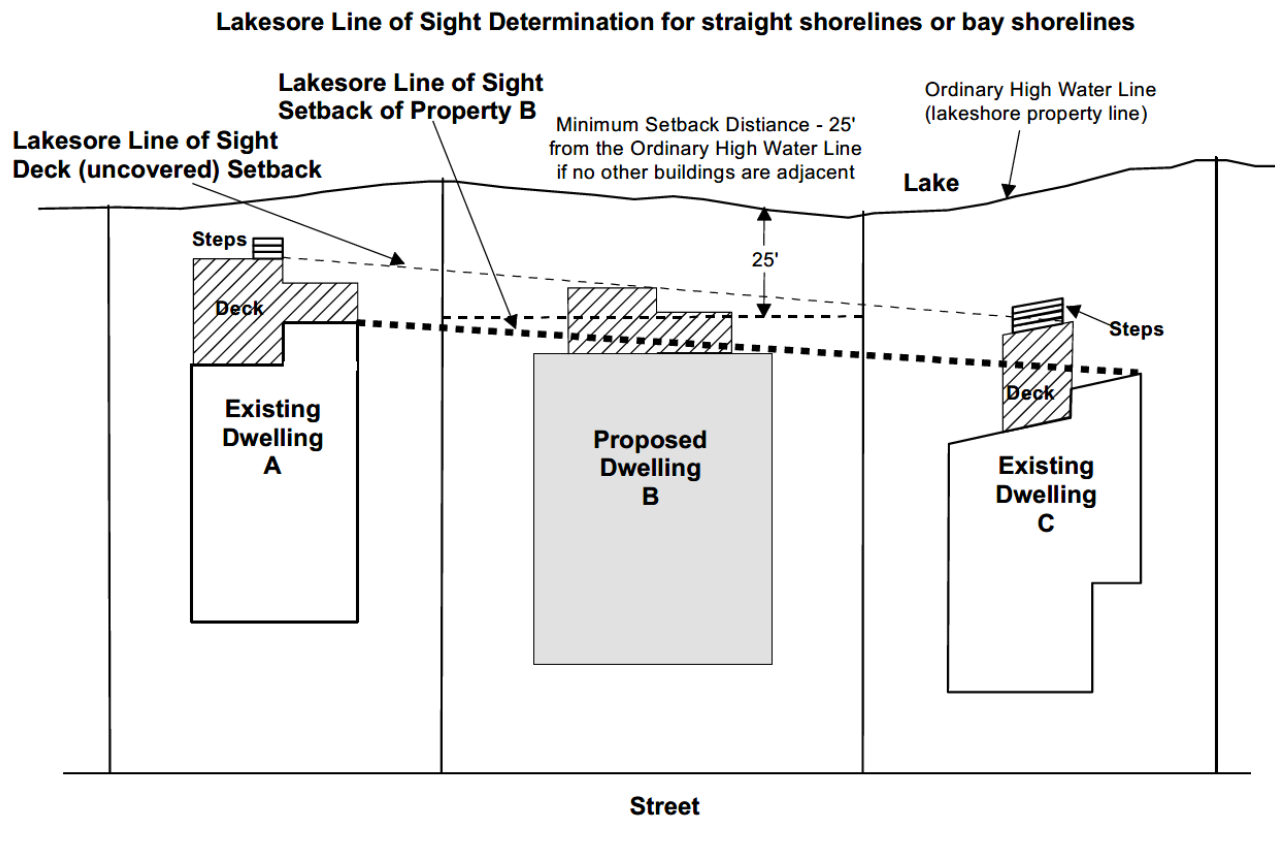 Lakesore Line of Sight Determination for straight shorelines or bay shorelines
Lakesore Line of Sight
Setback of Property B
Ordinary High Water Line
(lakeshore property line)
Minimum Setback Distiance - 25'
from the Ordinary High Water Line
if no other buildings are adjacent
Lakesore Line of Sight
Deck (uncovered) Setback
Lake
Steps
25'
Deck
Steps
Deck
Existing
Dwelling
A
Proposed
Dwelling
B
Existing
Dwelling
C
Street